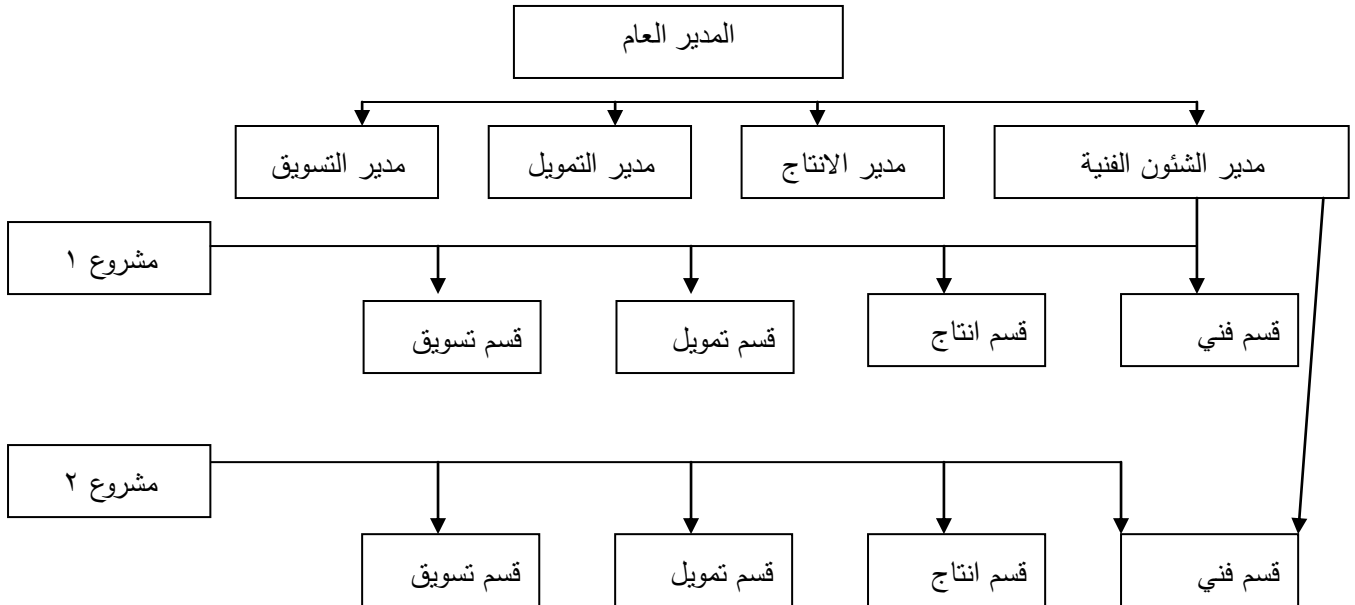 المدير العام
مدير الشئون الفنية
مدير الانتاج
مدير التمويل
مدير التسويق
مشروع ١
قسم فني
قسم انتاج
قسم تمويل
قسم تسويق
مشروع ٢
قسم فني
قسم انتاج
قسم تمويل
قسم تسويق